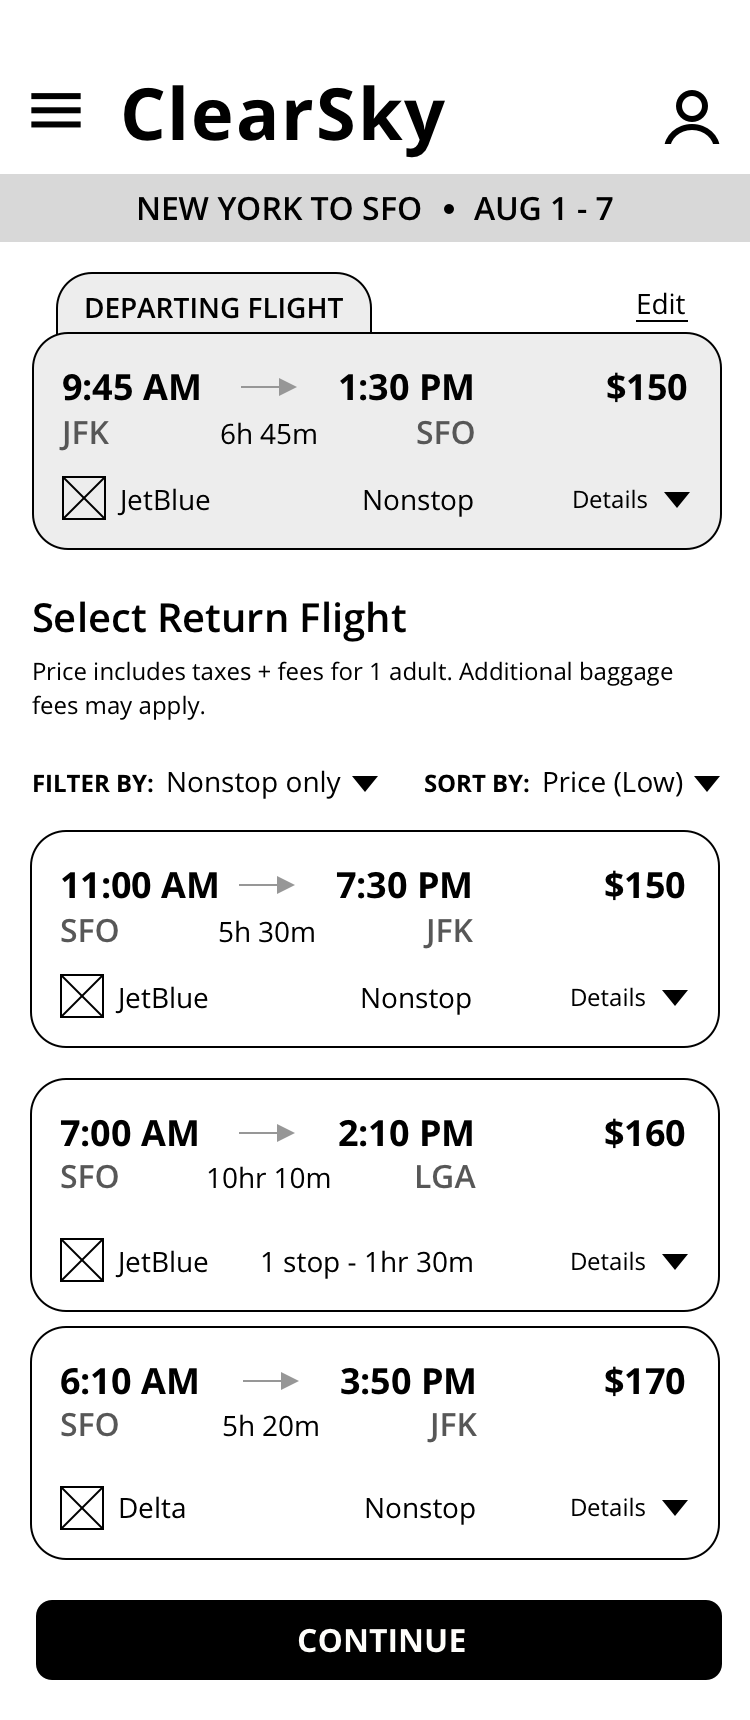 ClearSky
NEW YORK TO SFO • AUG 1 - 7
DEPARTING FLIGHT
Edit
9:45 AM 1:30 PM $150
JFK 6h 45m SFO
JetBlue Nonstop Details
Select Return Flight
Price includes taxes + fees for 1 adult. Additional baggage
fees may apply.
FILTER BY: Nonstop only SORT BY: Price (Low)
11:00 AM 7:30 PM $150
SFO 5h 30m JFK
JetBlue Nonstop Details
7:00 AM 2:10 PM $160
SFO 10hr 10m LGA
JetBlue 1 stop - 1hr 30m Details
6:10 AM 3:50 PM $170
SFO 5h 20m JFK
Delta Nonstop Details
CONTINUE